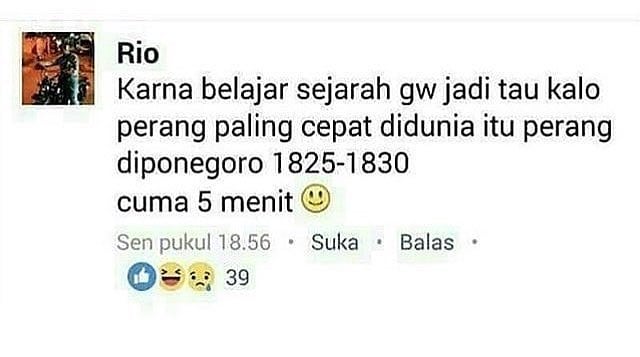 Rio
Karna belajar sejarah gw jadi tau kalo
perang paling cepat didunia itu perang
diponegoro 1825-1830
cuma 5 menit 🙂
Sen pukul 18.56 • Suka • Balas •
39